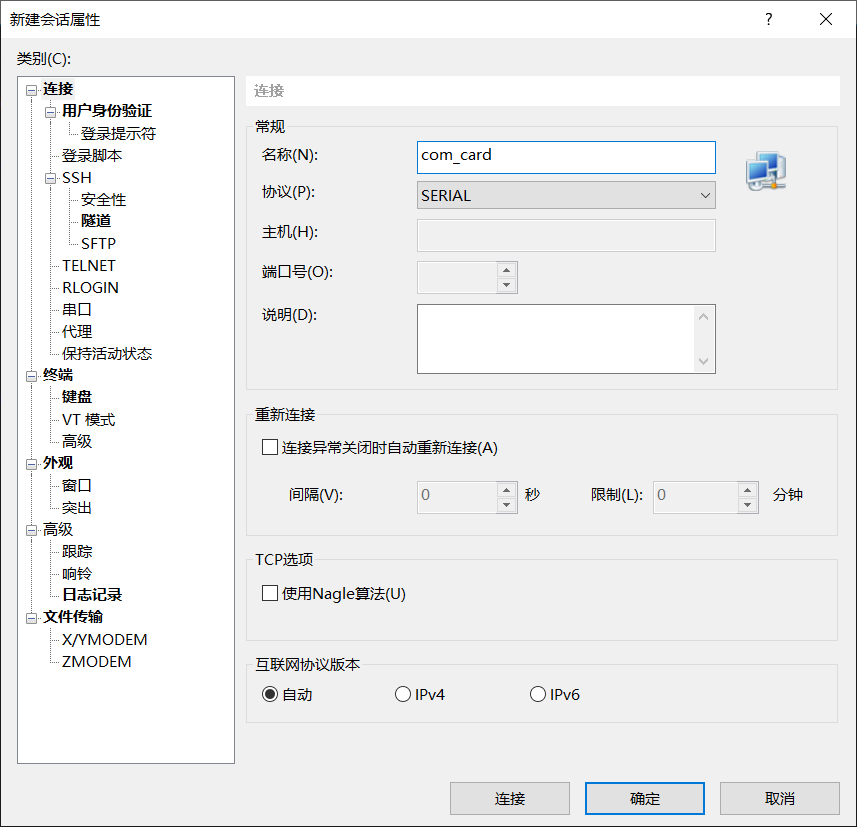 新建会话属性
?
类别(C):
连接
用户身份验证
登录提示符
登录脚本
SSH
安全性
隧道
SFTP
TELNET
RLOGIN
串口
代理
保持活动状态
终端
键盘
VT 模式
高级
外观
窗口
突出
高级
跟踪
响铃
日志记录
文件传输
X/YMODEM
ZMODEM
连接
常规
名称(N): com_card
协议(P): SERIAL
主机(H):
端口号(O):
说明(D):
重新连接
连接异常关闭时自动重新连接(A)
间隔(V): 0 秒 限制(L): 0 分钟
TCP选项
使用Nagle算法(U)
互联网协议版本
自动 IPv4 IPv6
连接 确定 取消